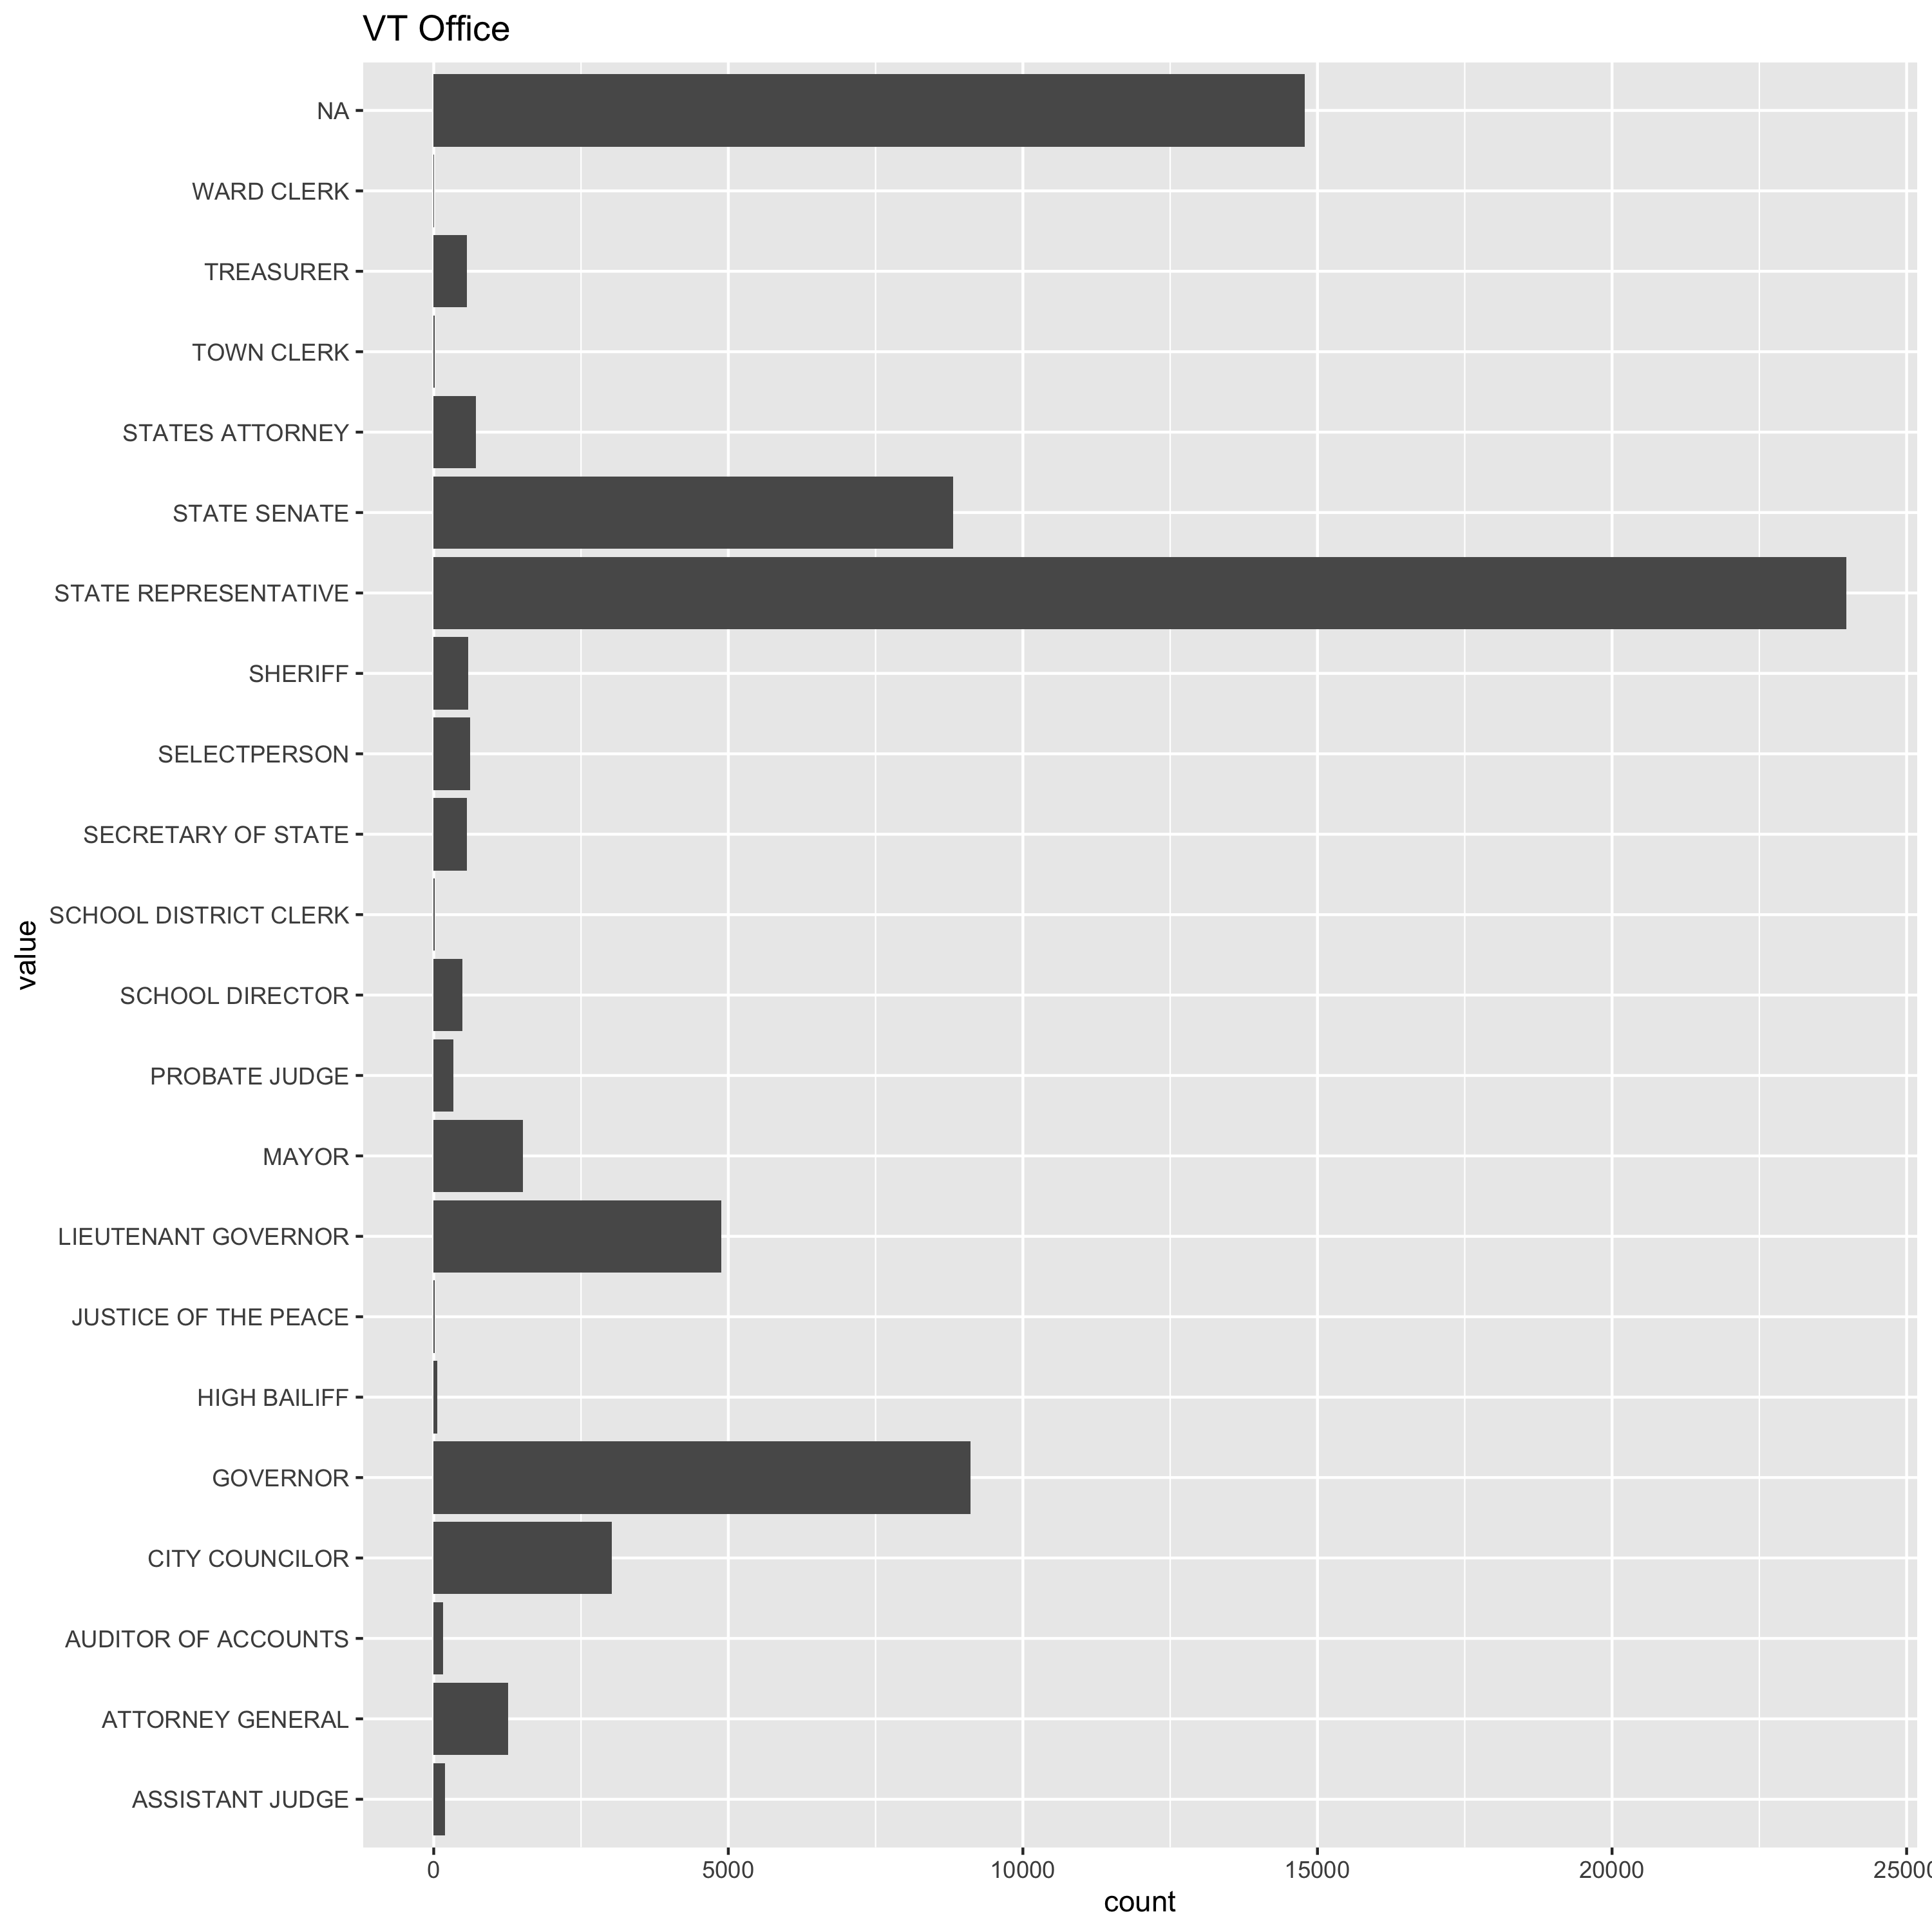 VT Office
NA
WARD CLERK
TREASURER
TOWN CLERK
STATES ATTORNEY
STATE SENATE
STATE REPRESENTATIVE
SHERIFF
SELECTPERSON
SECRETARY OF STATE
SCHOOL DISTRICT CLERK
SCHOOL DIRECTOR
PROBATE JUDGE
MAYOR
LIEUTENANT GOVERNOR
JUSTICE OF THE PEACE
HIGH BAILIFF
GOVERNOR
CITY COUNCILOR
AUDITOR OF ACCOUNTS
ATTORNEY GENERAL
ASSISTANT JUDGE
value
0 5000 10000 15000 20000 25000
count